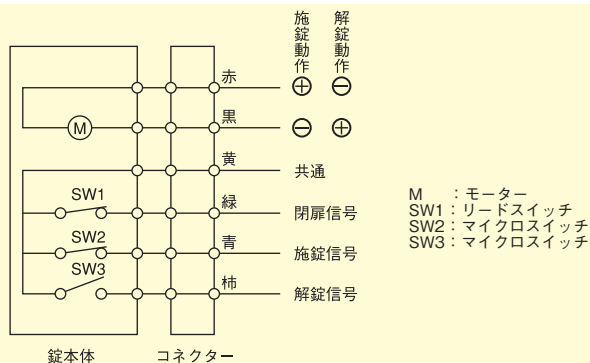 施錠動作
解錠動作
赤 ⊕ ⊖
M 黒 ⊖ ⊕
黄 共通
SW1 緑 閉扉信号
SW2 青 施錠信号
SW3 柿 解錠信号
M :モーター
SW1:リードスイッチ
SW2:マイクロスイッチ
SW3:マイクロスイッチ
錠本体 コネクター